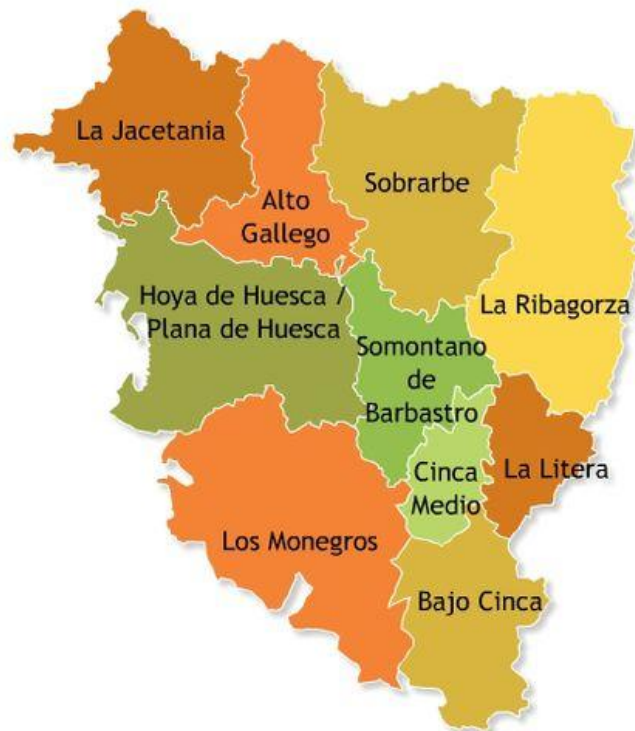 La Jacetania
Alto
Gallego
Sobrarbe
Hoya de Huesca /
Plana de Huesca
La Ribagorza
Somontano
de
Barbastro
Cinca
Medio
La Litera
Los Monegros
Bajo Cinca